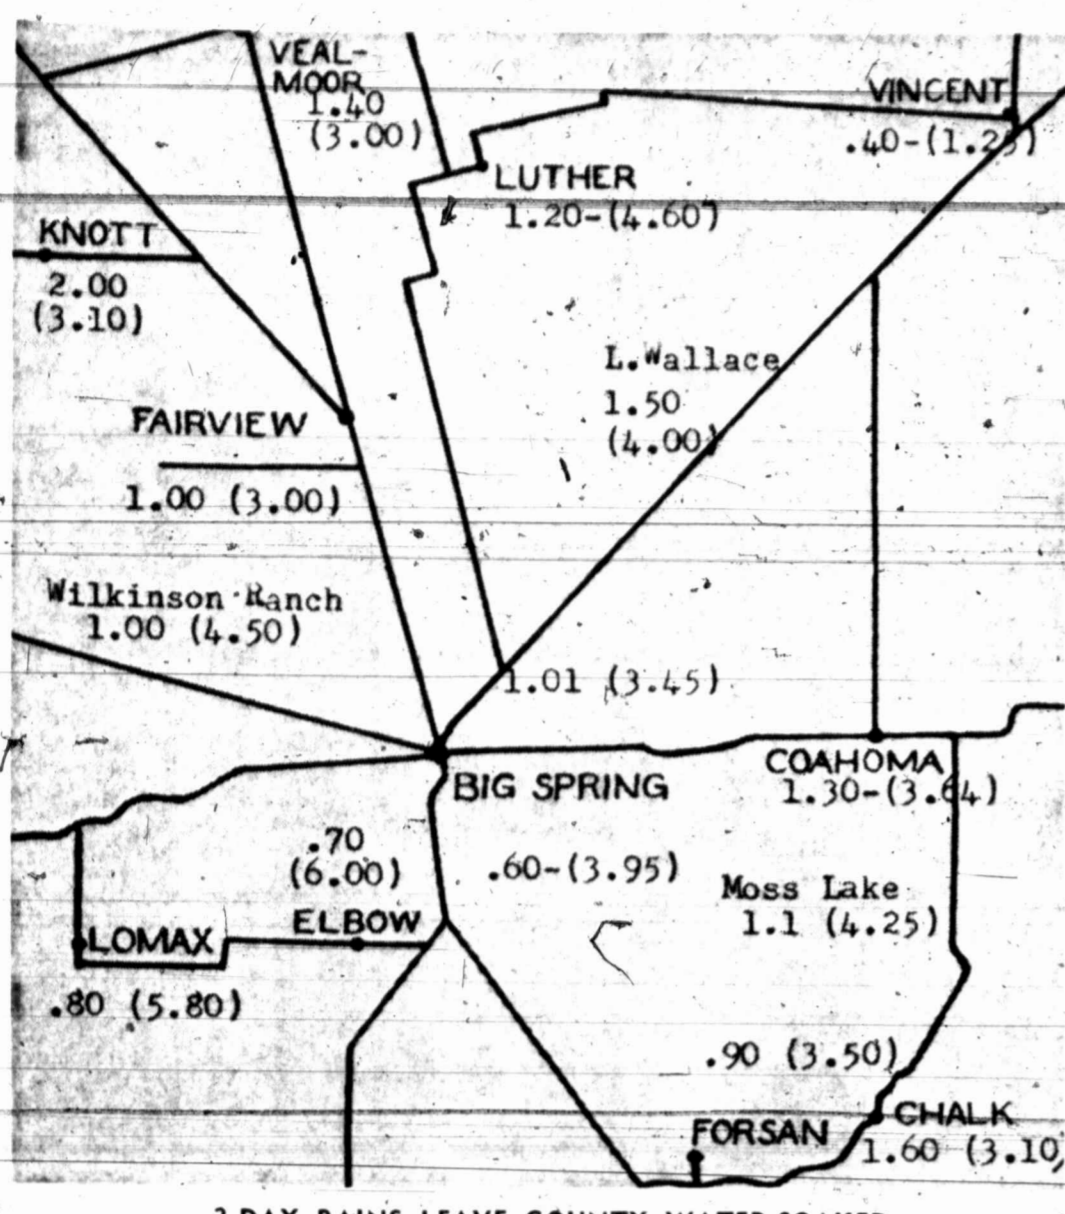 VEAL-
MOOR
1.40
(3.00)
VINCENT
.40-(1.25)
LUTHER
1.20-(4.60)
KNOTT
2.00
(3.10)
L.Wallace
1.50
(4.00)
FAIRVIEW
1.00 (3.00)
Wilkinson Ranch
1.00 (4.50)
1.01 (3.45)
BIG SPRING
COAHOMA
1.30-(3.64)
.70
(6.00)
.60-(3.95)
Moss Lake
1.1 (4.25)
ELBOW
LOMAX
.80 (5.80)
.90 (3.50)
CHALK
1.60 (3.10)
FORSAN